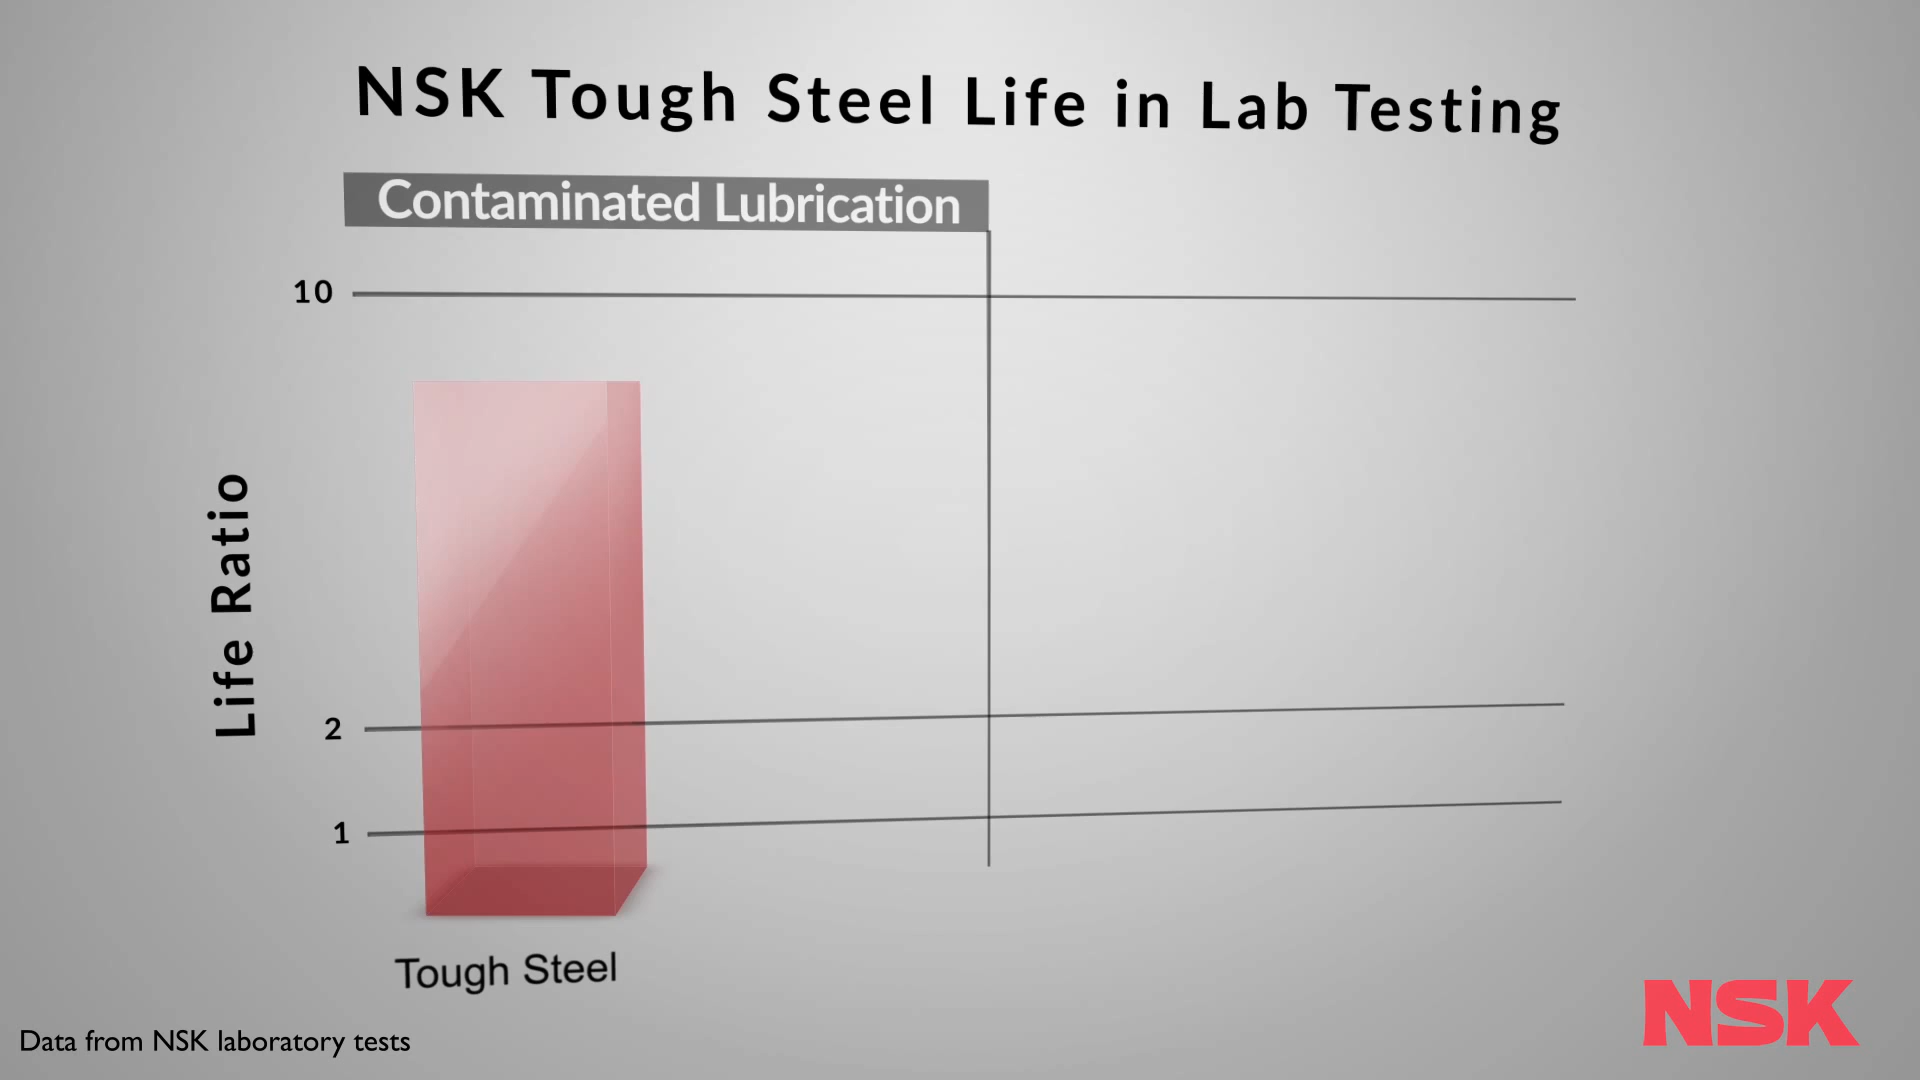 NSK Tough Steel Life in Lab Testing
Contaminated Lubrication
10
Life Ratio
2
1
Tough Steel
NSK
Data from NSK laboratory tests